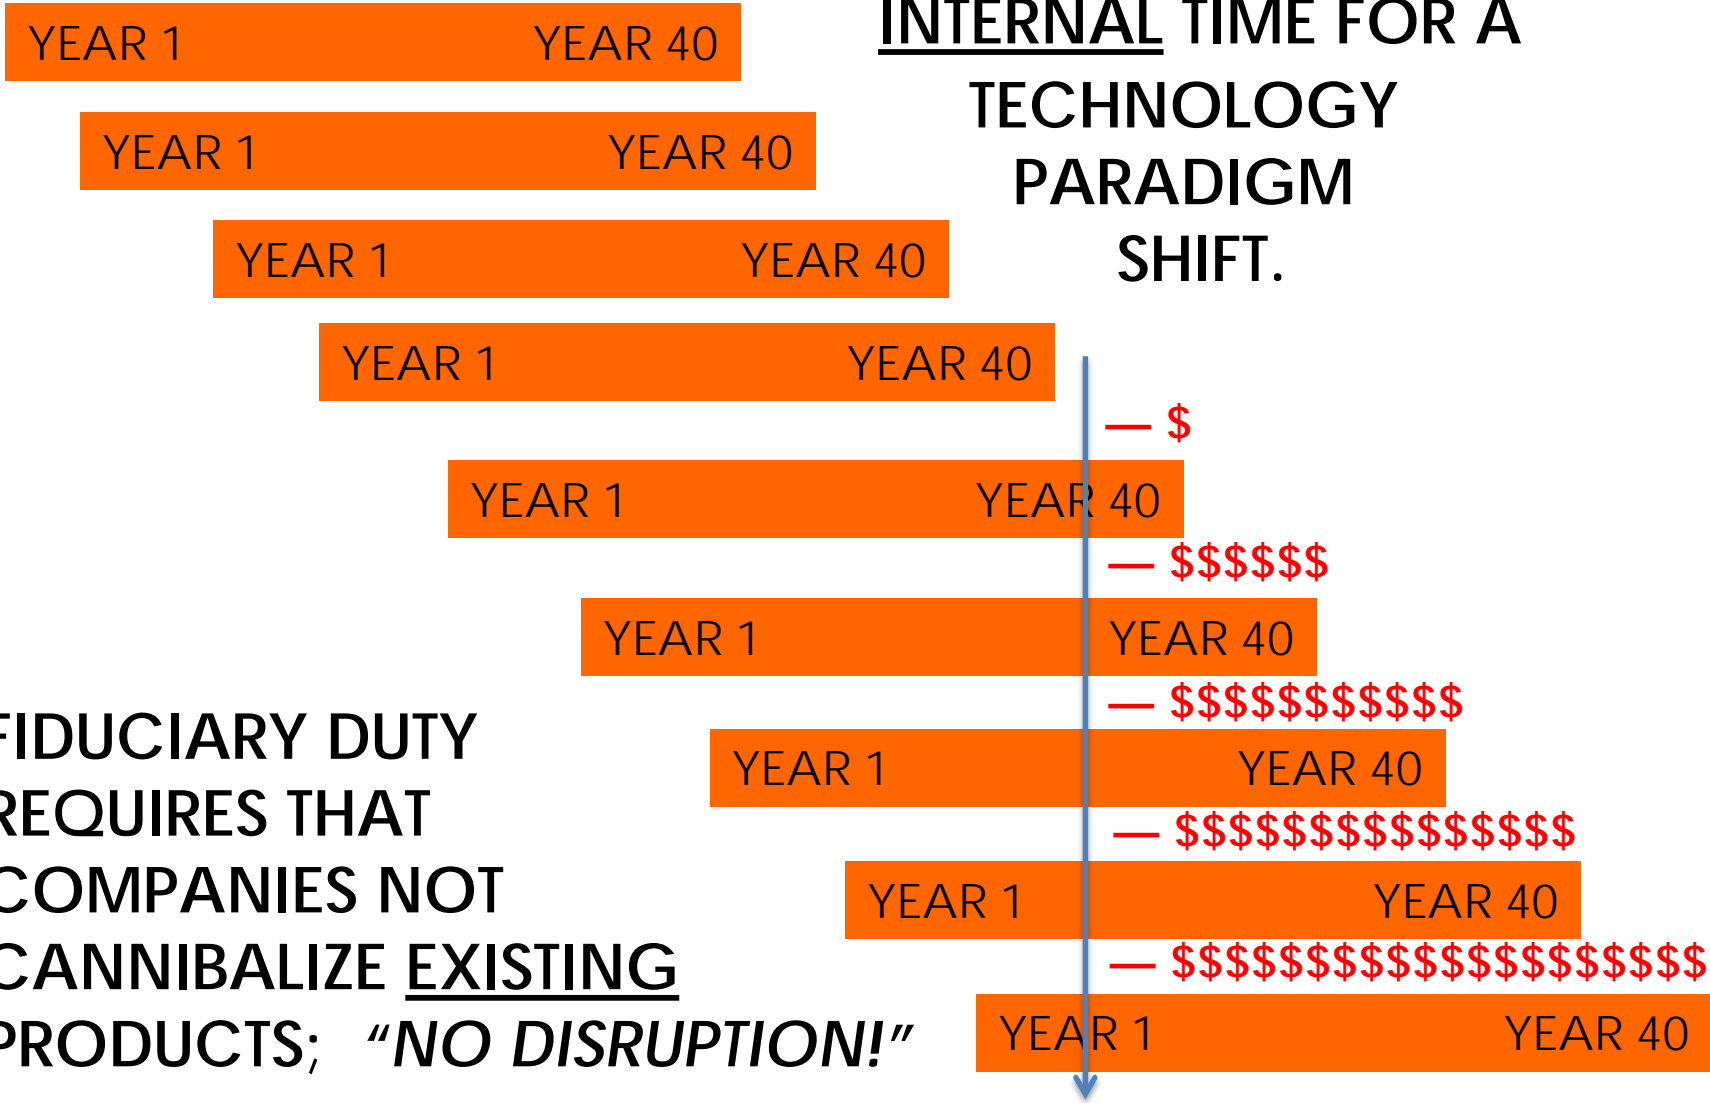 INTERNAL TIME FOR A
TECHNOLOGY
PARADIGM
SHIFT.
YEAR 1 YEAR 40
YEAR 1 YEAR 40
YEAR 1 YEAR 40
YEAR 1 YEAR 40
— $
YEAR 1 YEAR 40
— $$$$$$
YEAR 1 YEAR 40
— $$$$$$$$$$$
YEAR 1 YEAR 40
— $$$$$$$$$$$$$$$
YEAR 1 YEAR 40
— $$$$$$$$$$$$$$$$$$$$
YEAR 1 YEAR 40
FIDUCIARY DUTY
REQUIRES THAT
COMPANIES NOT
CANNIBALIZE EXISTING
PRODUCTS; “NO DISRUPTION!”